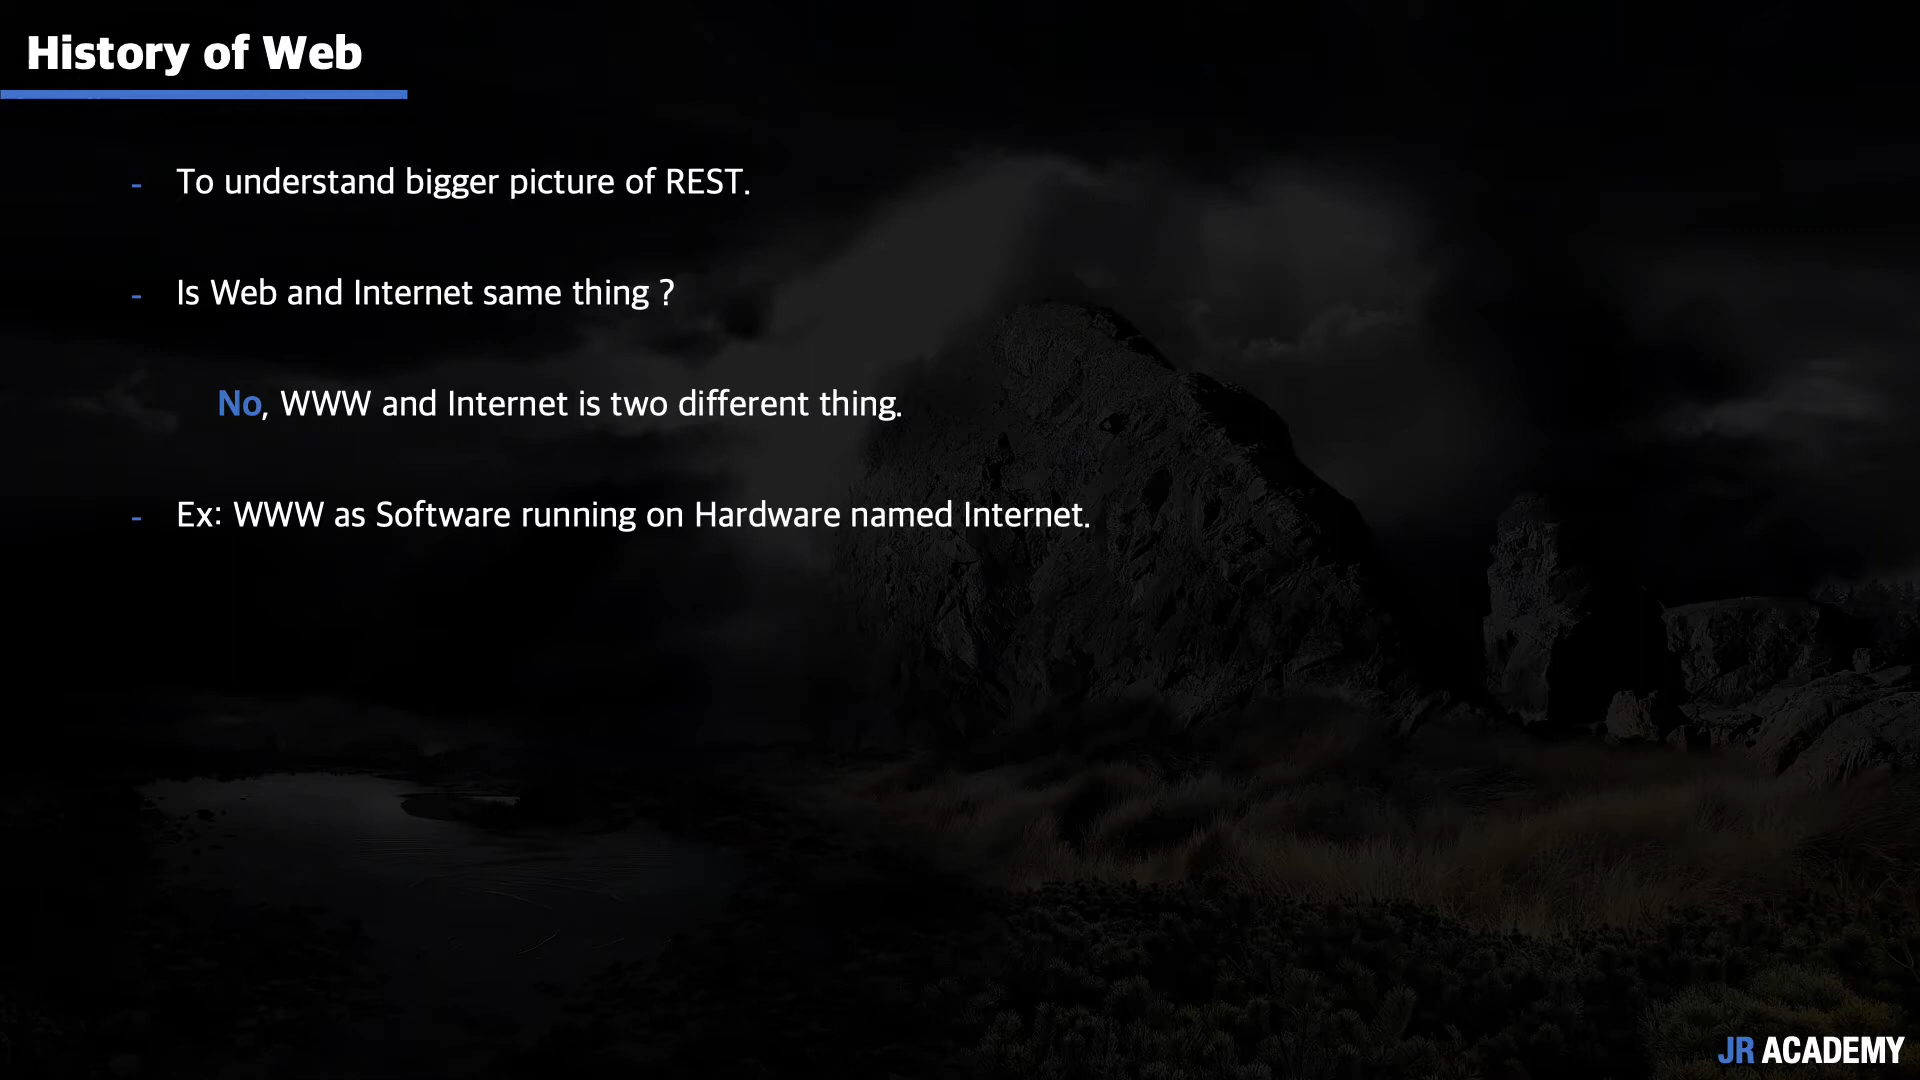 History of Web
- To understand bigger picture of REST.
- Is Web and Internet same thing ?
No, WWW and Internet is two different thing.
- Ex: WWW as Software running on Hardware named Internet.
JR ACADEMY